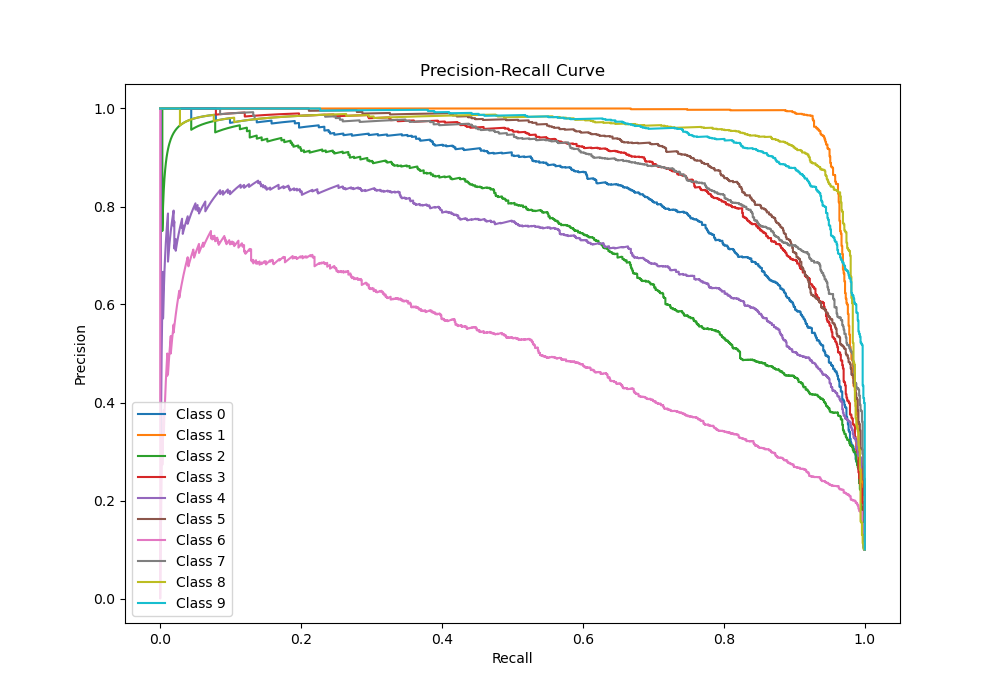 Precision-Recall Curve
1.0
0.8
0.6
0.4
0.2
0.0
Precision
Class 0
Class 1
Class 2
Class 3
Class 4
Class 5
Class 6
Class 7
Class 8
Class 9
0.0 0.2 0.4 0.6 0.8 1.0
Recall